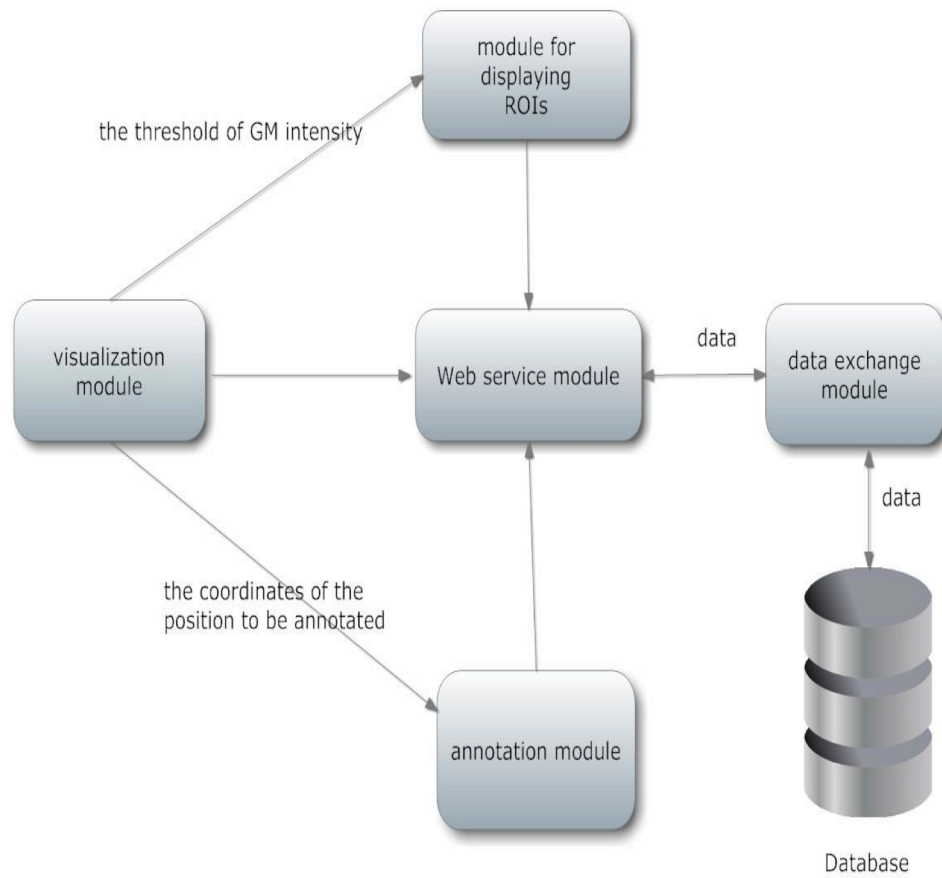 module for
displaying
ROIs
the threshold of GM intensity
visualization
module
Web service module
data
data exchange
module
data
the coordinates of the
position to be annotated
annotation module
Database